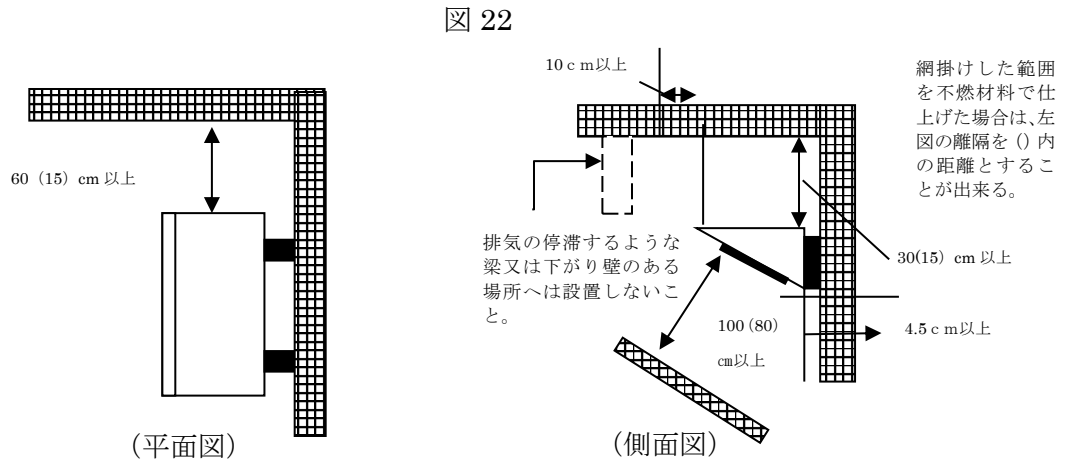 図 22
10ｃｍ以上
網掛けした範囲
を不燃材料で仕
上げた場合は､左
図の離隔を () 内
の距離とするこ
とが出来る。
60（15）cm 以上
排気の停滞するような
梁又は下がり壁のある
場所へは設置しないこ
と。
30(15）cm 以上
100 (80)
㎝以上
4.5ｃｍ以上
（平面図）
（側面図）